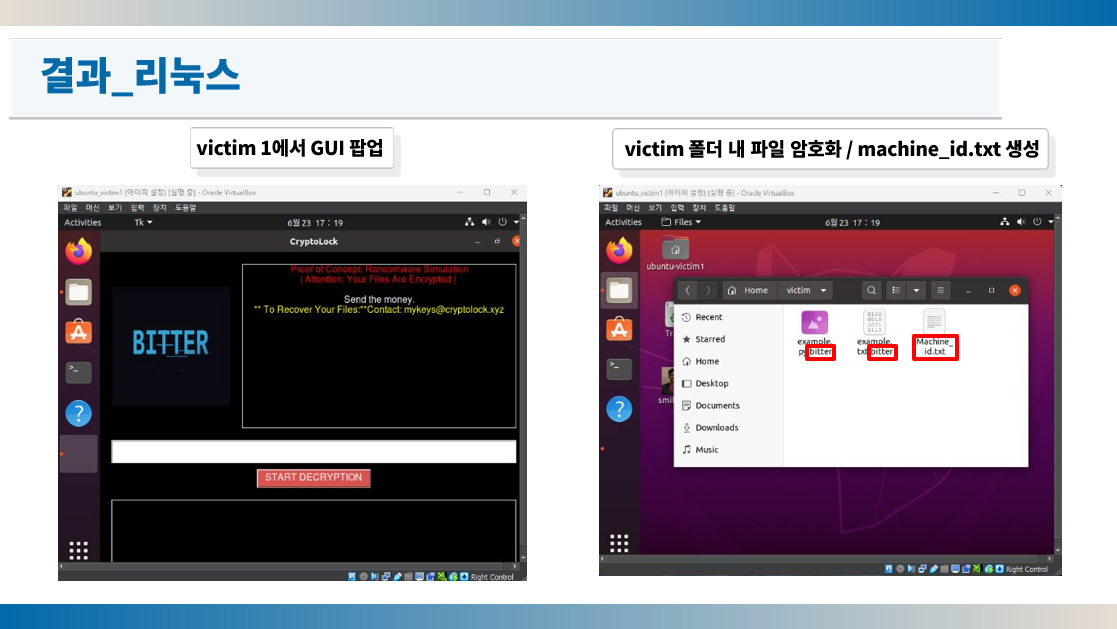 결과_리눅스
victim 1에서 GUI 팝업
ubuntu_victim1 (아이피 설정) [실행 중] - Oracle VirtualBox
파일 머신 보기 입력 장치 도움말
Activities Tk 6월 23 17 : 19
CryptoLock
Proof of Concept: Ransomware Simulation
| Attention: Your Files Are Encrypted |
Send the money.
** To Recover Your Files:**Contact: mykeys@cryptolock.xyz
BITTER
START DECRYPTION
Right Control
victim 폴더 내 파일 암호화 / machine_id.txt 생성
ubuntu_victim1 (아이피 설정) [실행 중] - Oracle VirtualBox
파일 머신 보기 입력 장치 도움말
Activities Files 6월 23 17 : 19
ubuntu-victim1
Home victim
Recent
Starred
Home
Desktop
Documents
Downloads
Music
example.
py.bitter
example.
txt.bitter
Machine_
id.txt
Right Control